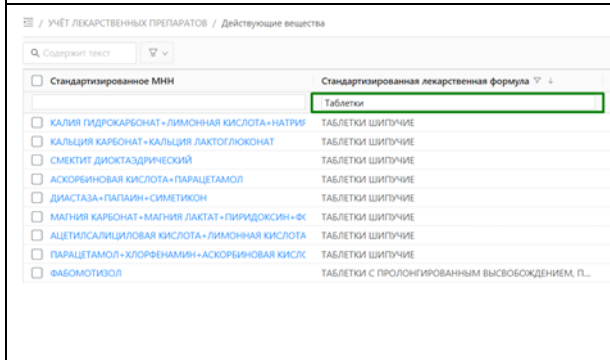 / УЧЁТ ЛЕКАРСТВЕННЫХ ПРЕПАРАТОВ / Действующие вещества
Содержит текст
Стандартизированное МНН Стандартизированная лекарственная формула
Таблетки
КАЛИЯ ГИДРОКАРБОНАТ+ЛИМОННАЯ КИСЛОТА+НАТРИЯ ТАБЛЕТКИ ШИПУЧИЕ
КАЛЬЦИЯ КАРБОНАТ+КАЛЬЦИЯ ЛАКТОГЛЮКОНАТ ТАБЛЕТКИ ШИПУЧИЕ
СМЕКТИТ ДИОКТАЭДРИЧЕСКИЙ ТАБЛЕТКИ ШИПУЧИЕ
АСКОРБИНОВАЯ КИСЛОТА+ПАРАЦЕТАМОЛ ТАБЛЕТКИ ШИПУЧИЕ
ДИАСТАЗА+ПАПАИН+СИМЕТИКОН ТАБЛЕТКИ ШИПУЧИЕ
МАГНИЯ КАРБОНАТ+МАГНИЯ ЛАКТАТ+ПИРИДОКСИН+ФО ТАБЛЕТКИ ШИПУЧИЕ
АЦЕТИЛСАЛИЦИЛОВАЯ КИСЛОТА+ЛИМОННАЯ КИСЛОТА ТАБЛЕТКИ ШИПУЧИЕ
ПАРАЦЕТАМОЛ+ХЛОРФЕНАМИН+АСКОРБИНОВАЯ КИСЛО ТАБЛЕТКИ ШИПУЧИЕ
ФАБОМОТИЗОЛ ТАБЛЕТКИ С ПРОЛОНГИРОВАННЫМ ВЫСВОБОЖДЕНИЕМ, П...